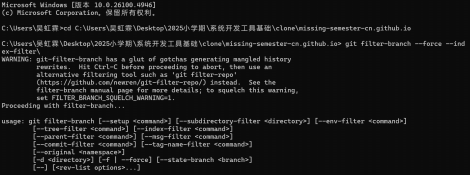 Microsoft Windows [版本 10.0.26100.4946]
(c) Microsoft Corporation。保留所有权利。
C:\Users\吴虹霖>cd C:\Users\吴虹霖\Desktop\2025小学期\系统开发工具基础\clone\missing-semester-cn.github.io
C:\Users\吴虹霖\Desktop\2025小学期\系统开发工具基础\clone\missing-semester-cn.github.io> git filter-branch --force --ind
ex-filter\
WARNING: git-filter-branch has a glut of gotchas generating mangled history
rewrites. Hit Ctrl-C before proceeding to abort, then use an
alternative filtering tool such as 'git filter-repo'
(https://github.com/newren/git-filter-repo/) instead. See the
filter-branch manual page for more details; to squelch this warning,
set FILTER_BRANCH_SQUELCH_WARNING=1.
Proceeding with filter-branch...
usage: git filter-branch [--setup <command>] [--subdirectory-filter <directory>] [--env-filter <command>]
[--tree-filter <command>] [--index-filter <command>]
[--parent-filter <command>] [--msg-filter <command>]
[--commit-filter <command>] [--tag-name-filter <command>]
[--original <namespace>]
[-d <directory>] [-f | --force] [--state-branch <branch>]
[--] [<rev-list options>...]